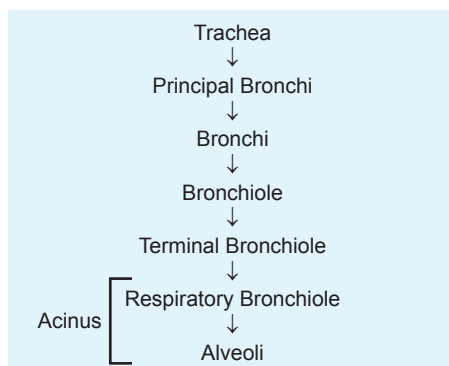 Trachea
↓
Principal Bronchi
↓
Bronchi
↓
Bronchiole
↓
Terminal Bronchiole
↓
Respiratory Bronchiole
Acinus
↓
Alveoli